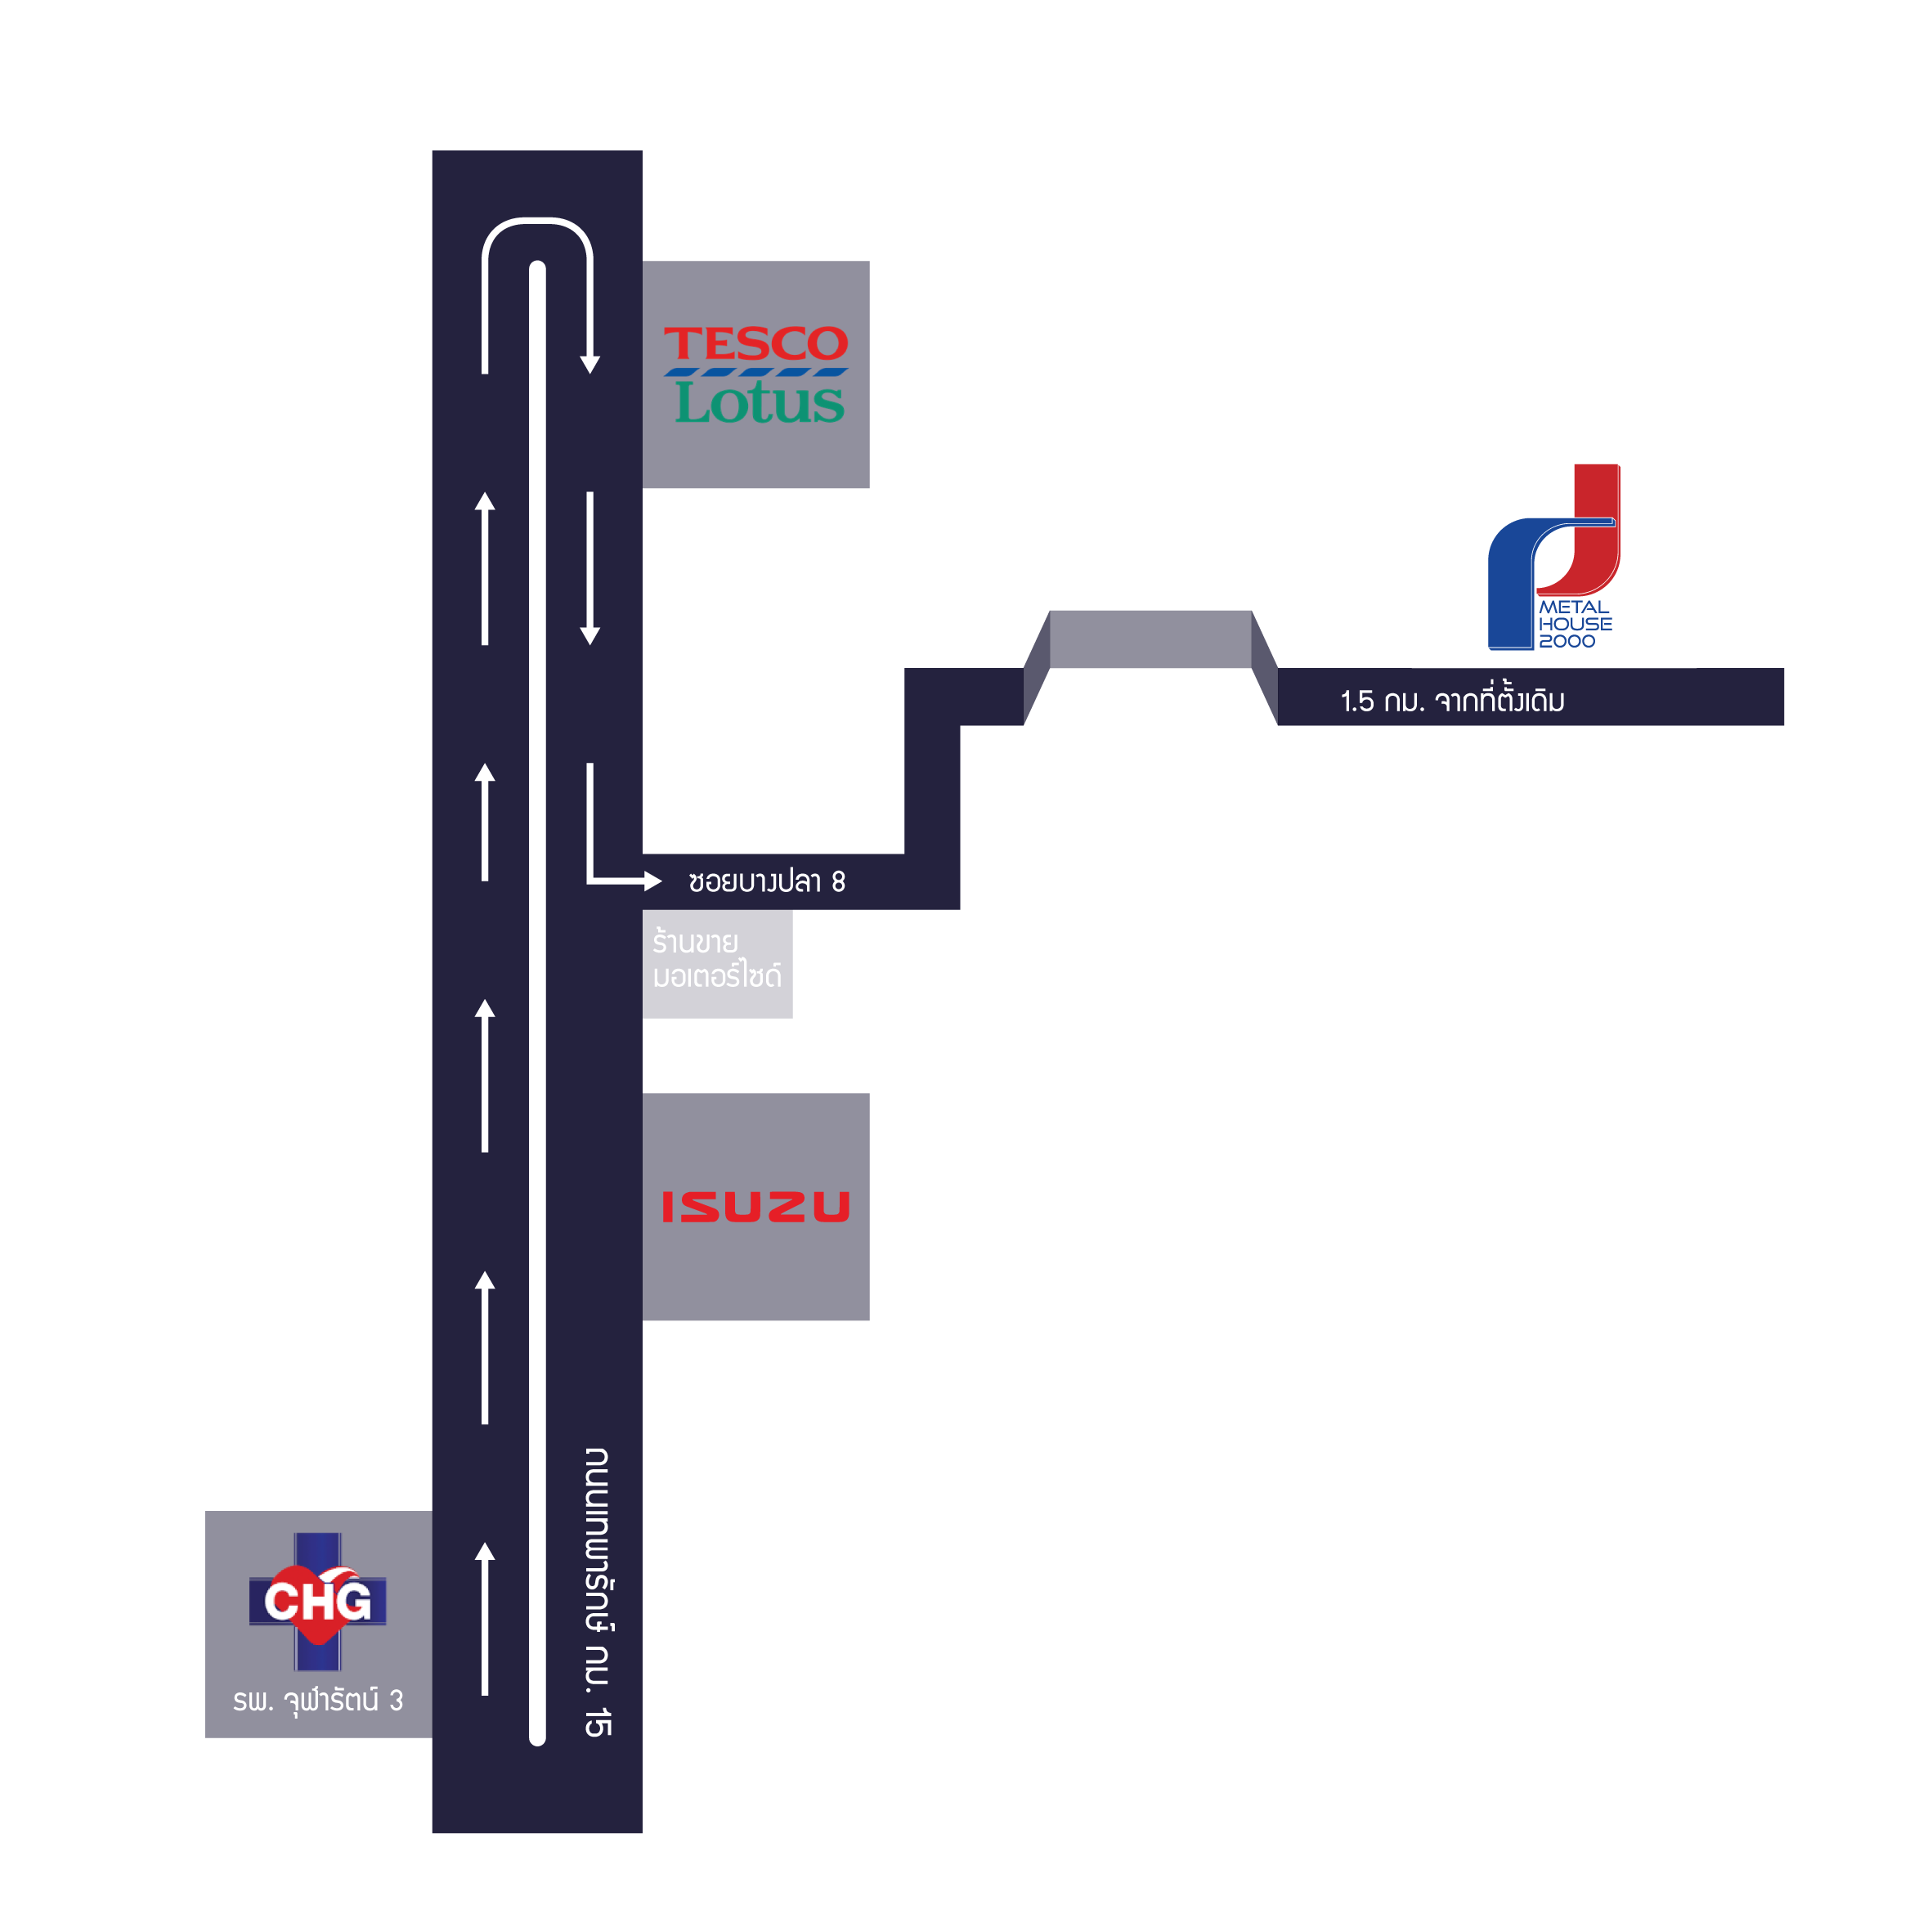 TESCO
Lotus
METAL
HOUSE
2000
1.5 กม. จากที่ตั้งเดิม
ซอยบางปลา 8
ร้านขาย
มอเตอร์ไซด์
ISUZU
CHG
รพ. จุฬารัตน์ 3
ถนนเทพารักษ์ กม. 15